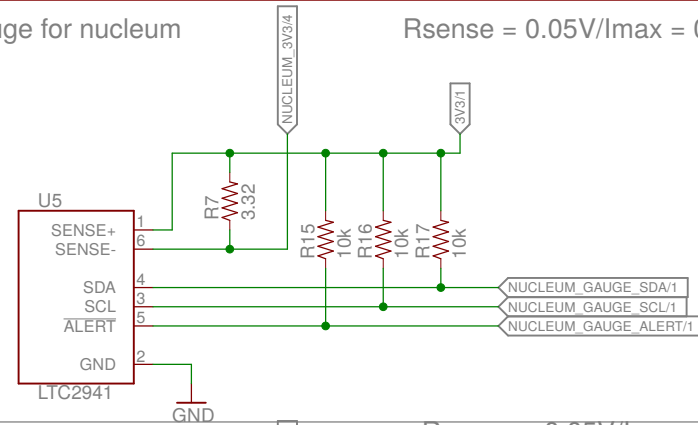 ge for nucleum
Rsense = 0.05V/Imax =
NUCLEUM_3V3/4
3V3/1
U5
R7
3.32
R15
10k
R16
10k
R17
10k
SENSE+
1
SENSE-
6
SDA
4
NUCLEUM_GAUGE_SDA/1
SCL
3
NUCLEUM_GAUGE_SCL/1
ALERT
5
NUCLEUM_GAUGE_ALERT/1
GND
2
LTC2941
GND